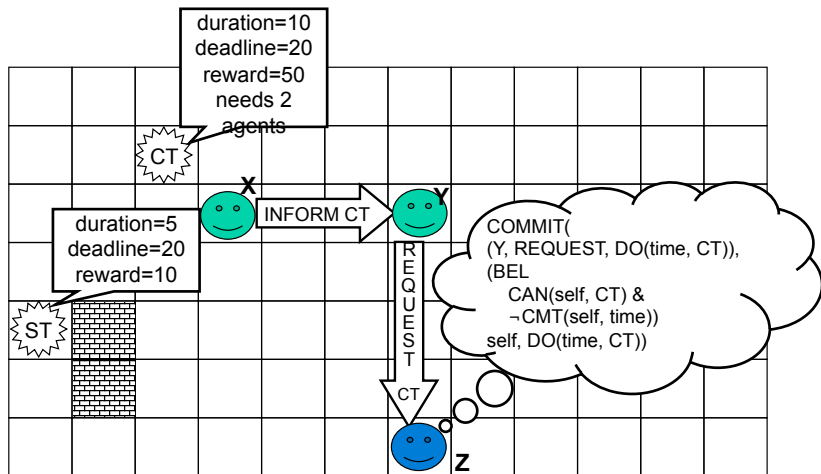 duration=10
deadline=20
reward=50
needs 2
agents
CT
X
INFORM CT
Y
duration=5
deadline=20
reward=10
ST
REQUEST
CT
COMMIT(
(Y, REQUEST, DO(time, CT)),
(BEL
CAN(self, CT) &
¬CMT(self, time))
self, DO(time, CT))
Z